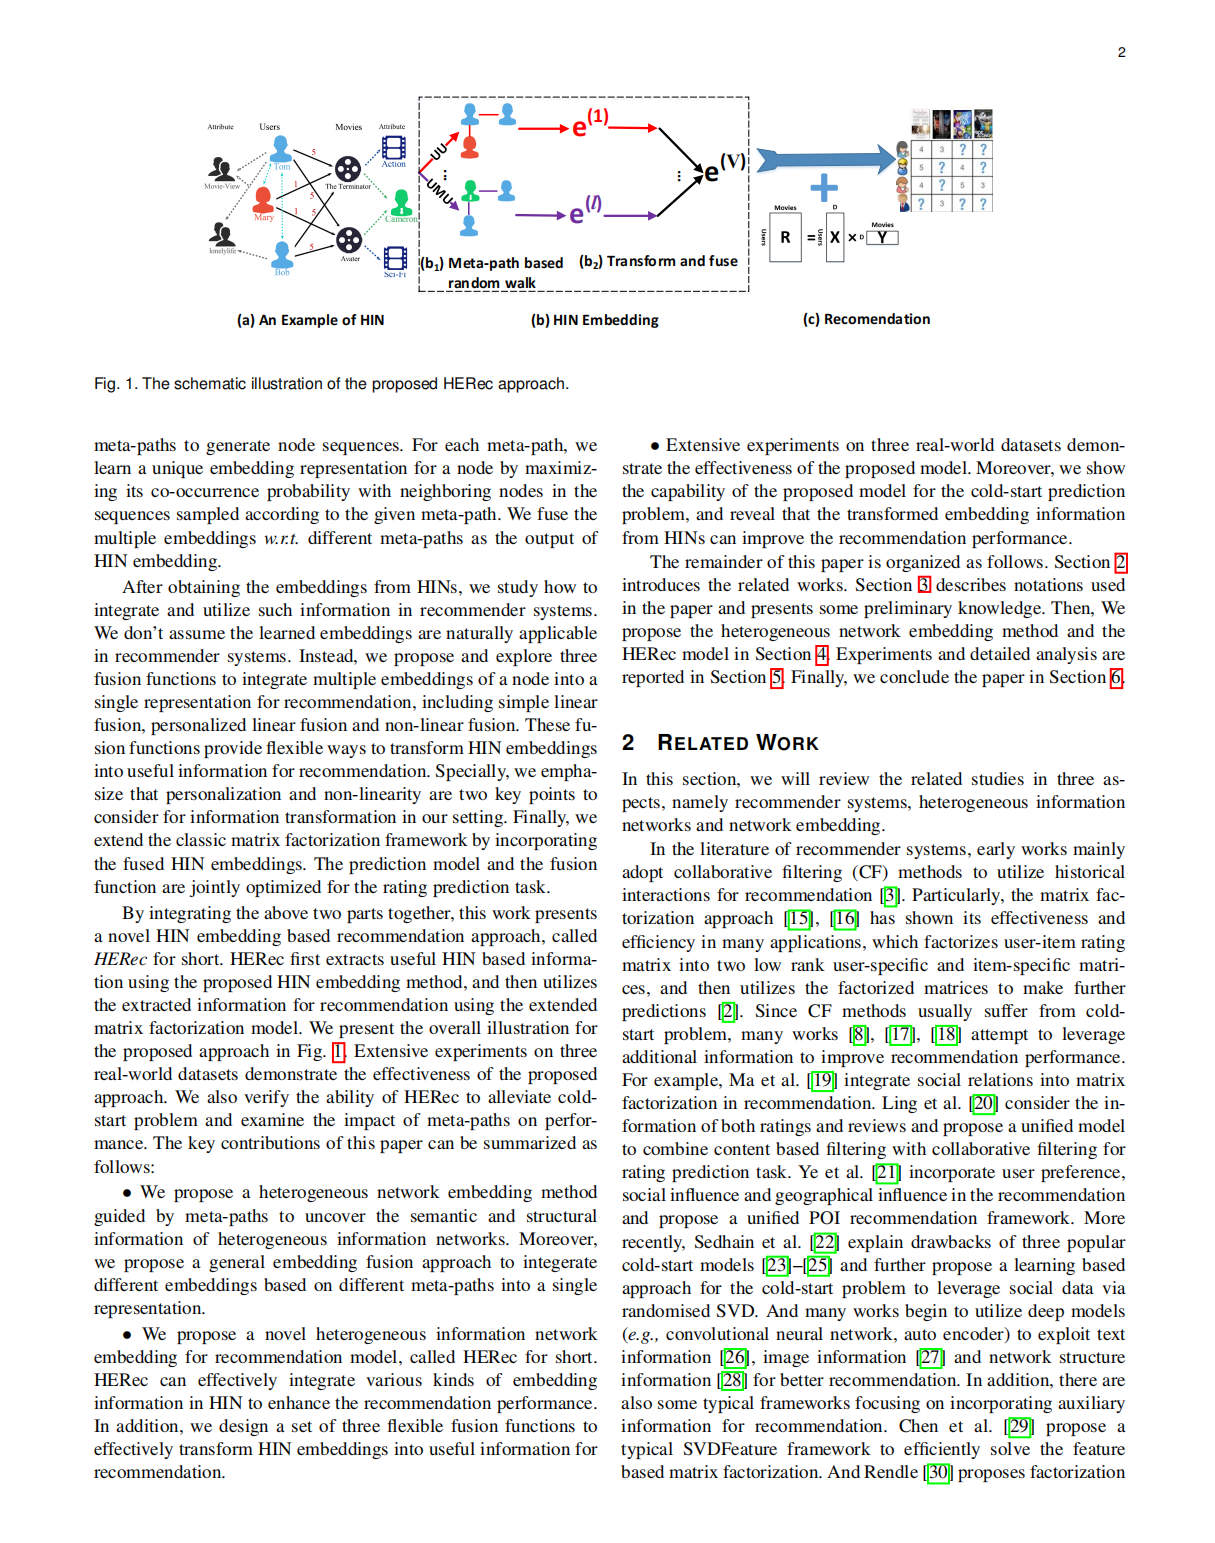 2
Attribute Users Movies Attribute
Tom
Mary
Bob
Movie-View
lonelylife
The Terminator
Avater
Action
Cameron
Sci-Fi
5
1
5
1
5
5
UU
UMU
e(1)
e(l)
e(V)
(b1) Meta-path based
random walk
(b2) Transform and fuse
4 3 ? ?
5 ? 4 ?
4 ? 5 3
? 3 ? ?
Movies
Users
R
=
D
Users
X
×
D
Movies
Y
(a) An Example of HIN
(b) HIN Embedding
(c) Recomendation
Fig. 1. The schematic illustration of the proposed HERec approach.
meta-paths to generate node sequences. For each meta-path, we
learn a unique embedding representation for a node by maximiz-
ing its co-occurrence probability with neighboring nodes in the
sequences sampled according to the given meta-path. We fuse the
multiple embeddings w.r.t. different meta-paths as the output of
HIN embedding.
After obtaining the embeddings from HINs, we study how to
integrate and utilize such information in recommender systems.
We don't assume the learned embeddings are naturally applicable
in recommender systems. Instead, we propose and explore three
fusion functions to integrate multiple embeddings of a node into a
single representation for recommendation, including simple linear
fusion, personalized linear fusion and non-linear fusion. These fu-
sion functions provide flexible ways to transform HIN embeddings
into useful information for recommendation. Specially, we empha-
size that personalization and non-linearity are two key points to
consider for information transformation in our setting. Finally, we
extend the classic matrix factorization framework by incorporating
the fused HIN embeddings. The prediction model and the fusion
function are jointly optimized for the rating prediction task.
By integrating the above two parts together, this work presents
a novel HIN embedding based recommendation approach, called
HERec for short. HERec first extracts useful HIN based informa-
tion using the proposed HIN embedding method, and then utilizes
the extracted information for recommendation using the extended
matrix factorization model. We present the overall illustration for
the proposed approach in Fig. 1. Extensive experiments on three
real-world datasets demonstrate the effectiveness of the proposed
approach. We also verify the ability of HERec to alleviate cold-
start problem and examine the impact of meta-paths on perfor-
mance. The key contributions of this paper can be summarized as
follows:
• We propose a heterogeneous network embedding method
guided by meta-paths to uncover the semantic and structural
information of heterogeneous information networks. Moreover,
we propose a general embedding fusion approach to integerate
different embeddings based on different meta-paths into a single
representation.
• We propose a novel heterogeneous information network
embedding for recommendation model, called HERec for short.
HERec can effectively integrate various kinds of embedding
information in HIN to enhance the recommendation performance.
In addition, we design a set of three flexible fusion functions to
effectively transform HIN embeddings into useful information for
recommendation.
• Extensive experiments on three real-world datasets demon-
strate the effectiveness of the proposed model. Moreover, we show
the capability of the proposed model for the cold-start prediction
problem, and reveal that the transformed embedding information
from HINs can improve the recommendation performance.
The remainder of this paper is organized as follows. Section 2
introduces the related works. Section 3 describes notations used
in the paper and presents some preliminary knowledge. Then, We
propose the heterogeneous network embedding method and the
HERec model in Section 4. Experiments and detailed analysis are
reported in Section 5. Finally, we conclude the paper in Section 6.
2 RELATED WORK
In this section, we will review the related studies in three as-
pects, namely recommender systems, heterogeneous information
networks and network embedding.
In the literature of recommender systems, early works mainly
adopt collaborative filtering (CF) methods to utilize historical
interactions for recommendation [3]. Particularly, the matrix fac-
torization approach [15], [16] has shown its effectiveness and
efficiency in many applications, which factorizes user-item rating
matrix into two low rank user-specific and item-specific matri-
ces, and then utilizes the factorized matrices to make further
predictions [2]. Since CF methods usually suffer from cold-
start problem, many works [8], [17], [18] attempt to leverage
additional information to improve recommendation performance.
For example, Ma et al. [19] integrate social relations into matrix
factorization in recommendation. Ling et al. [20] consider the in-
formation of both ratings and reviews and propose a unified model
to combine content based filtering with collaborative filtering for
rating prediction task. Ye et al. [21] incorporate user preference,
social influence and geographical influence in the recommendation
and propose a unified POI recommendation framework. More
recently, Sedhain et al. [22] explain drawbacks of three popular
cold-start models [23]–[25] and further propose a learning based
approach for the cold-start problem to leverage social data via
randomised SVD. And many works begin to utilize deep models
(e.g., convolutional neural network, auto encoder) to exploit text
information [26], image information [27] and network structure
information [28] for better recommendation. In addition, there are
also some typical frameworks focusing on incorporating auxiliary
information for recommendation. Chen et al. [29] propose a
typical SVDFeature framework to efficiently solve the feature
based matrix factorization. And Rendle [30] proposes factorization